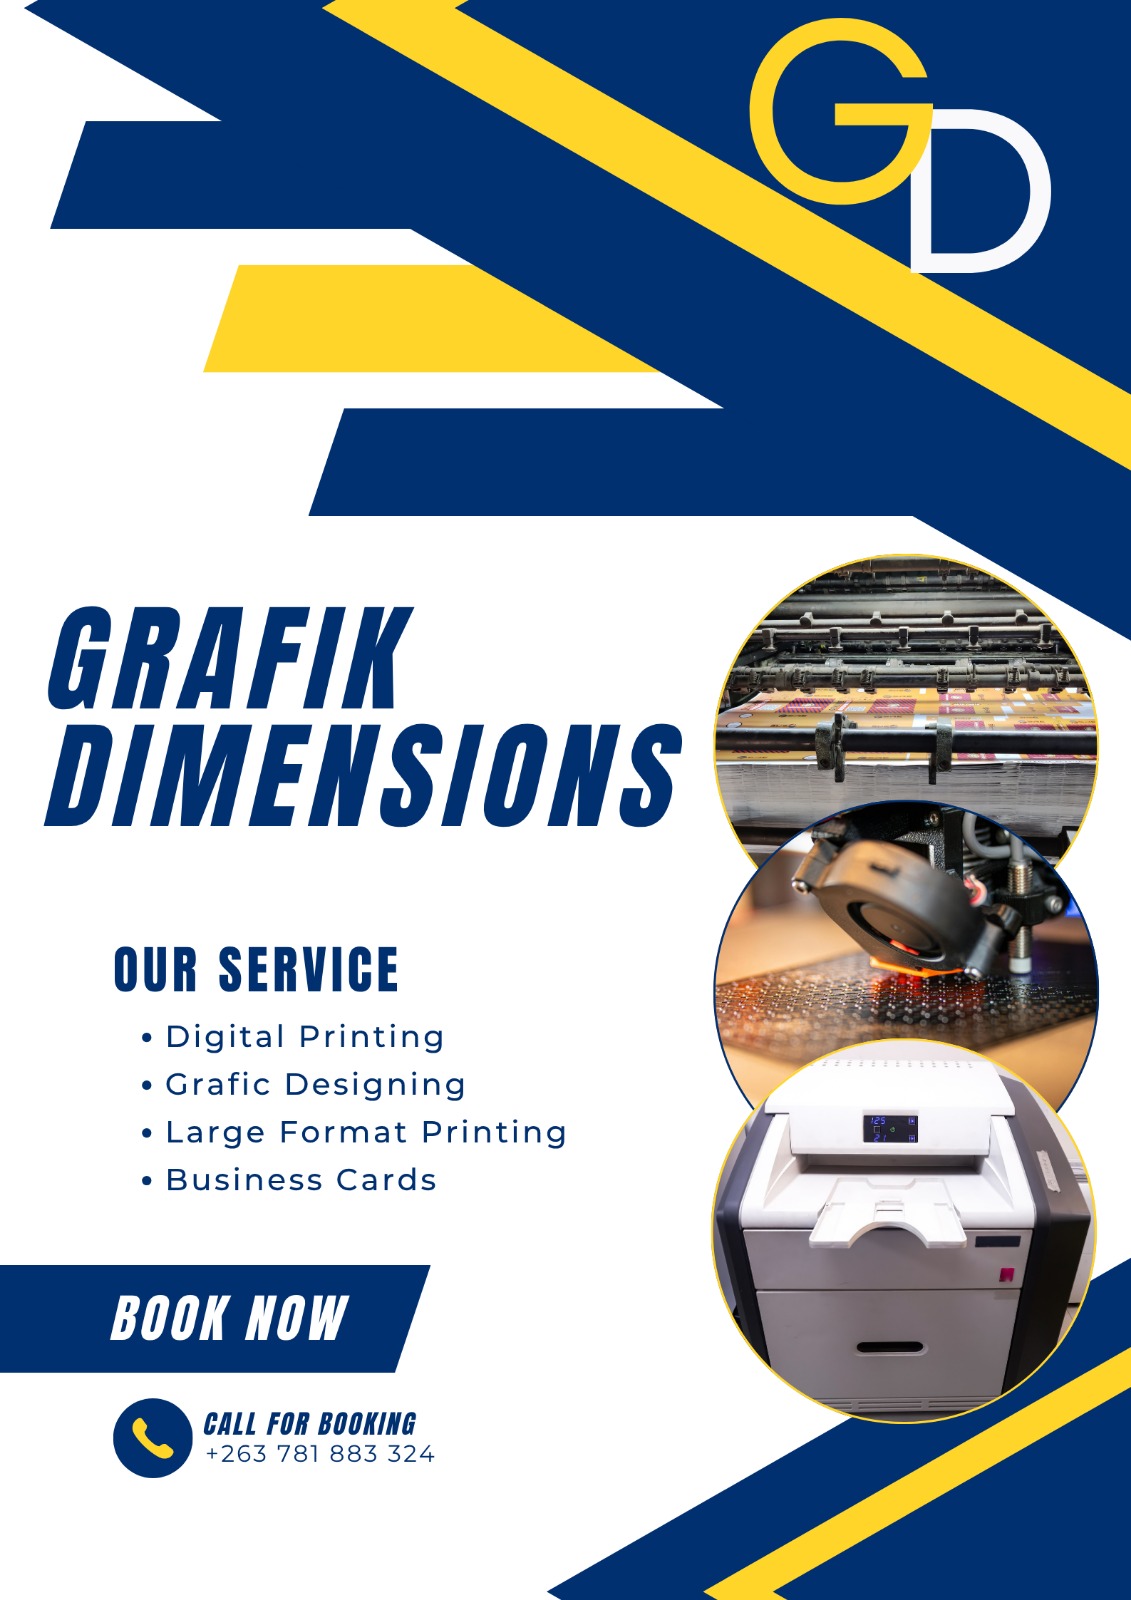 GD
GRAFIK
DIMENSIONS
OUR SERVICE
• Digital Printing
• Grafic Designing
• Large Format Printing
• Business Cards
BOOK NOW
CALL FOR BOOKING
+263 781 883 324